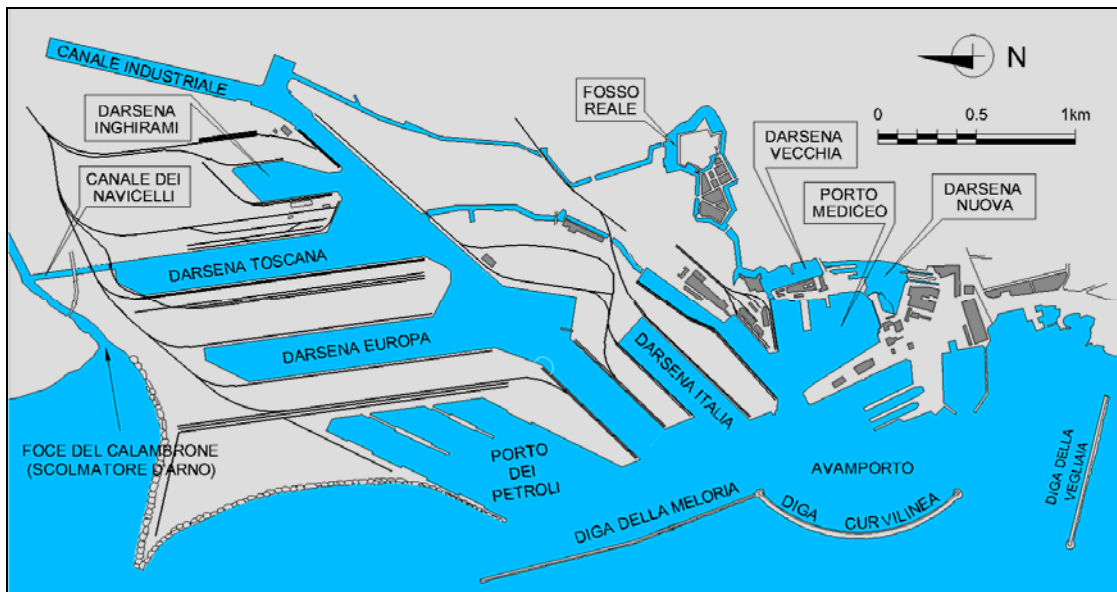 CANALE INDUSTRIALE
DARSENA
INGHIRAMI
CANALE DEI
NAVICELLI
FOSSO
REALE
N
0
0.5
1km
DARSENA
VECCHIA
PORTO
MEDICEO
DARSENA
NUOVA
DARSENA TOSCANA
DARSENA EUROPA
DARSENA ITALIA
FOCE DEL CALAMBRONE
(SCOLMATORE D'ARNO)
PORTO
DEI
PETROLI
AVAMPORTO
DIGA DELLA MELORIA
DIGA CURVILINEA
DIGA DELLA
VEGLIAIA